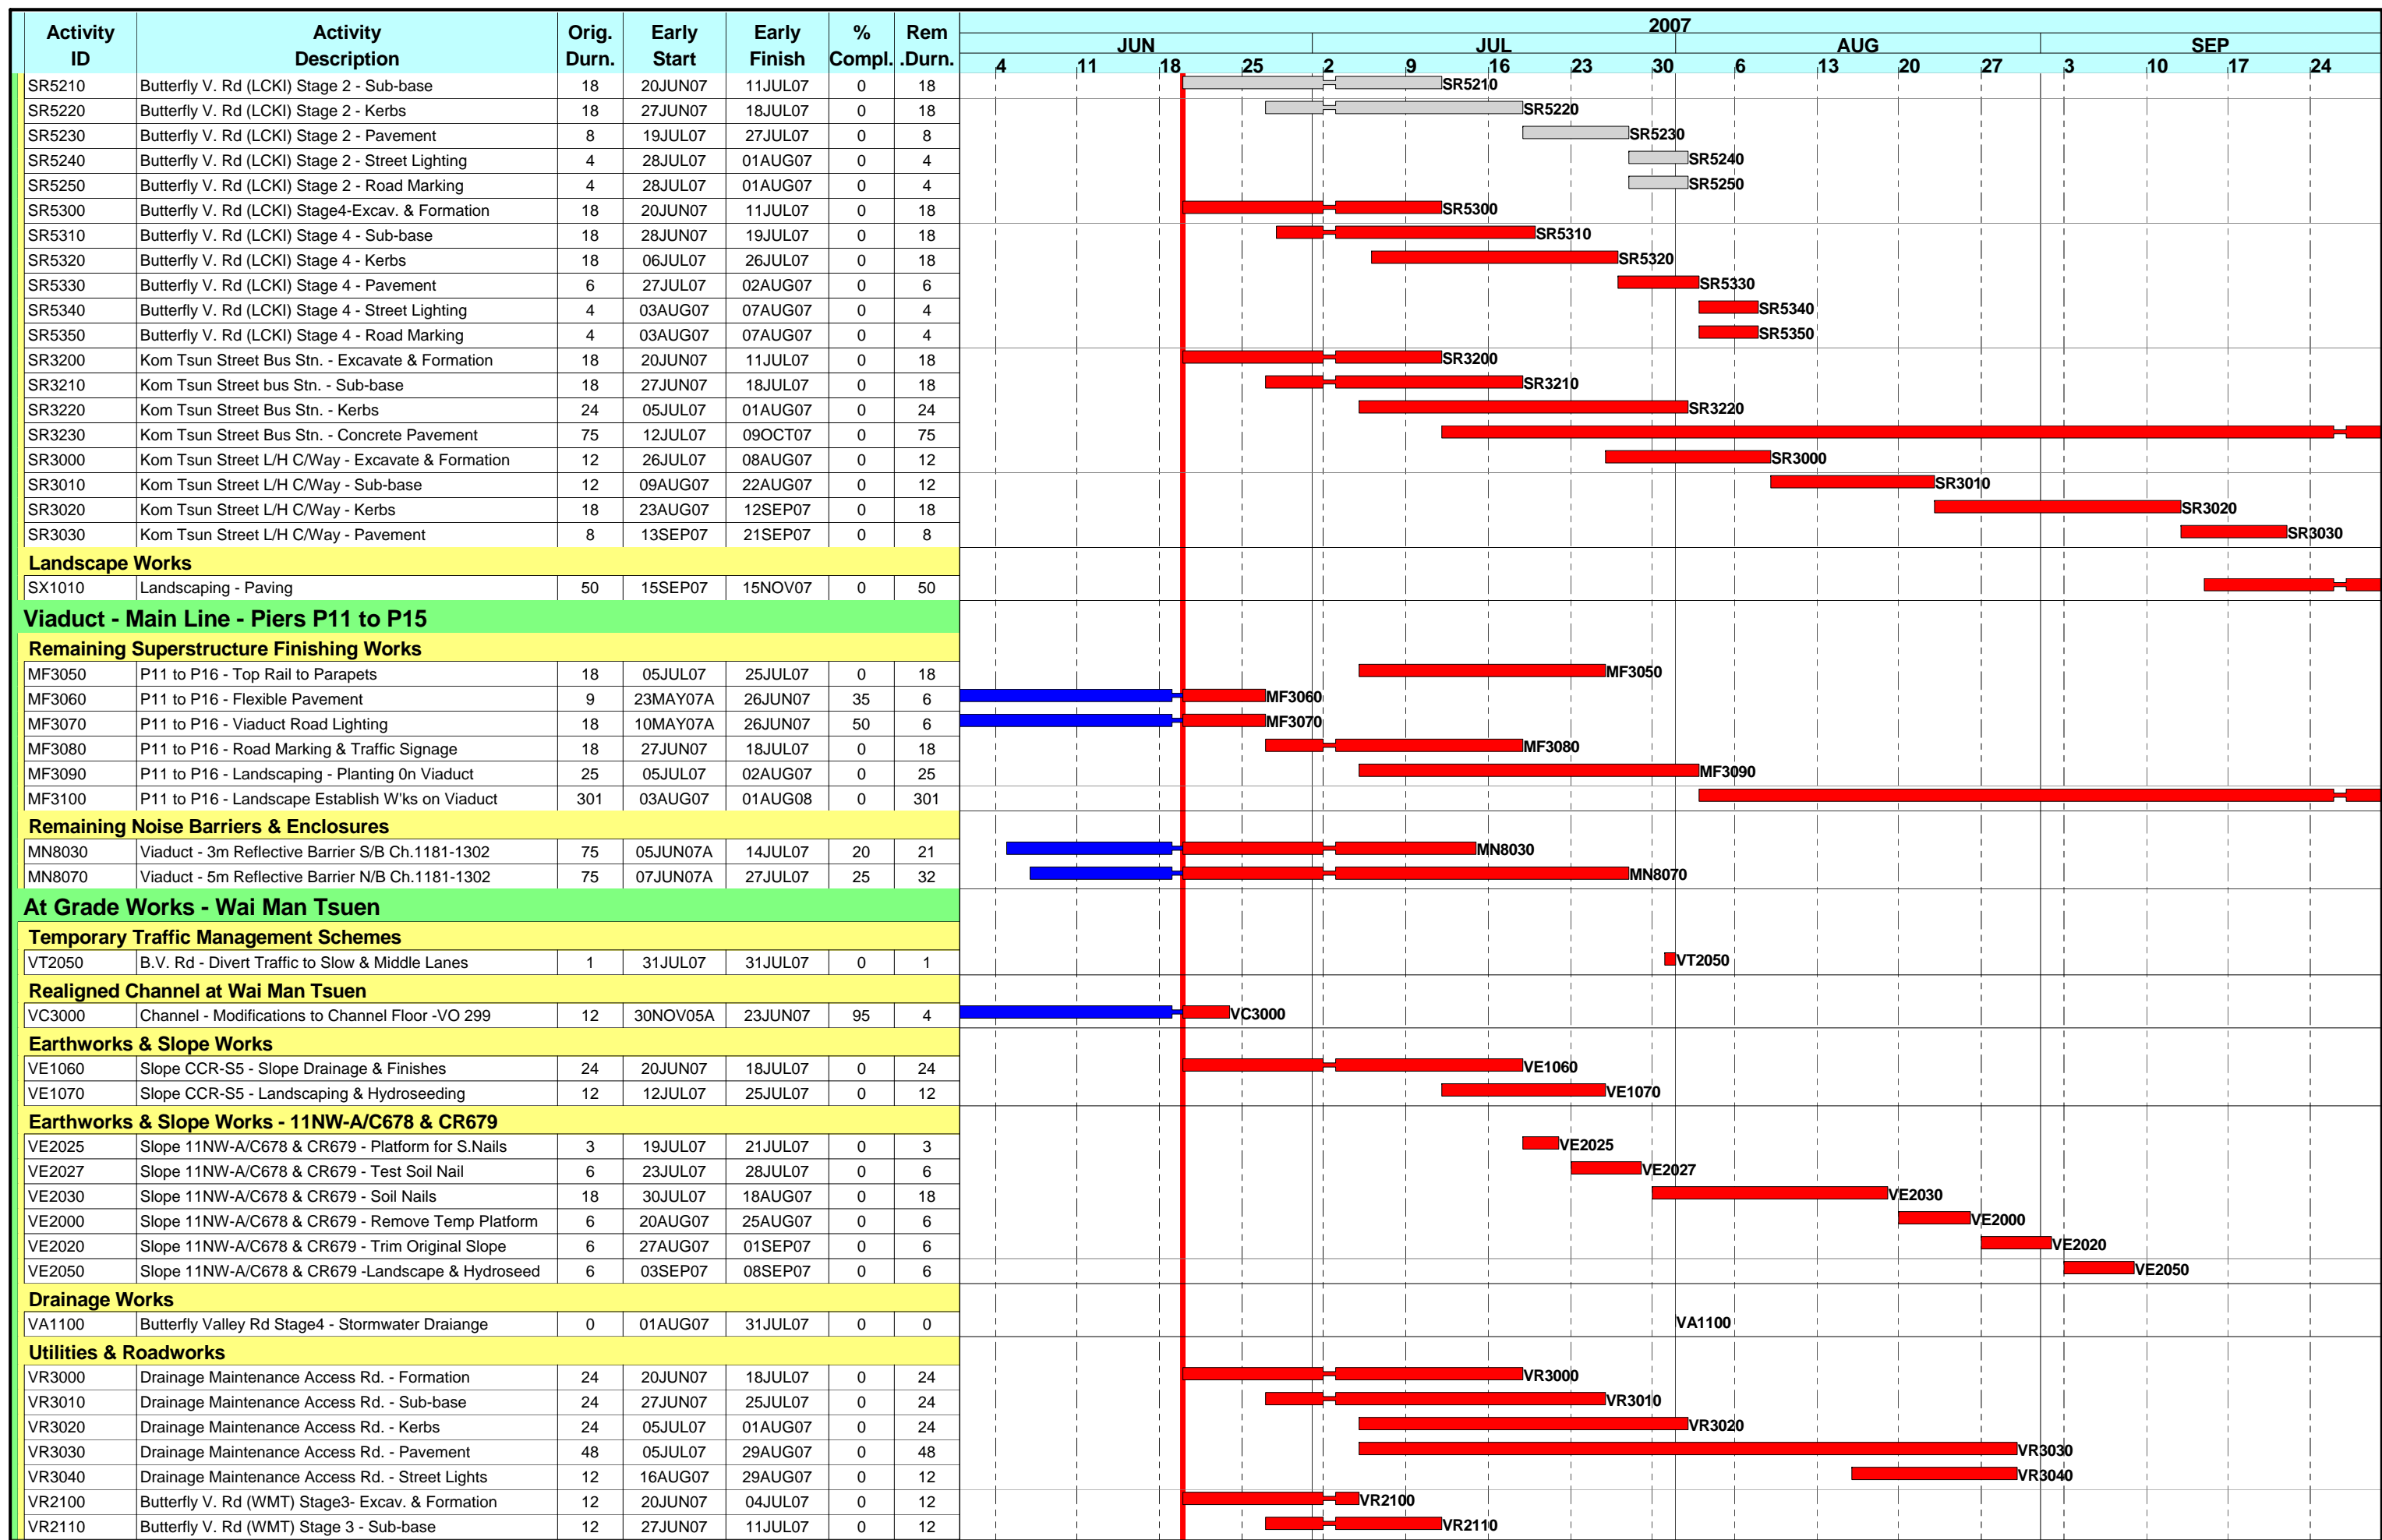 2007
Activity Activity Orig. Early Early % Rem
JUN JUL AUG SEP
ID Description Durn. Start Finish Compl. .Durn.
4 11 18 25 2 9 16 23 30 6 13 20 27 3 10 17 24
SR5210 Butterfly V. Rd (LCKI) Stage 2 - Sub-base 18 20JUN07 11JUL07 0 18 SR5210
SR5220 Butterfly V. Rd (LCKI) Stage 2 - Kerbs 18 27JUN07 18JUL07 0 18 SR5220
SR5230 Butterfly V. Rd (LCKI) Stage 2 - Pavement 8 19JUL07 27JUL07 0 8 SR5230
SR5240 Butterfly V. Rd (LCKI) Stage 2 - Street Lighting 4 28JUL07 01AUG07 0 4 SR5240
SR5250 Butterfly V. Rd (LCKI) Stage 2 - Road Marking 4 28JUL07 01AUG07 0 4 SR5250
SR5300 Butterfly V. Rd (LCKI) Stage4-Excav. & Formation 18 20JUN07 11JUL07 0 18 SR5300
SR5310 Butterfly V. Rd (LCKI) Stage 4 - Sub-base 18 28JUN07 19JUL07 0 18 SR5310
SR5320 Butterfly V. Rd (LCKI) Stage 4 - Kerbs 18 06JUL07 26JUL07 0 18 SR5320
SR5330 Butterfly V. Rd (LCKI) Stage 4 - Pavement 6 27JUL07 02AUG07 0 6 SR5330
SR5340 Butterfly V. Rd (LCKI) Stage 4 - Street Lighting 4 03AUG07 07AUG07 0 4 SR5340
SR5350 Butterfly V. Rd (LCKI) Stage 4 - Road Marking 4 03AUG07 07AUG07 0 4 SR5350
SR3200 Kom Tsun Street Bus Stn. - Excavate & Formation 18 20JUN07 11JUL07 0 18 SR3200
SR3210 Kom Tsun Street bus Stn. - Sub-base 18 27JUN07 18JUL07 0 18 SR3210
SR3220 Kom Tsun Street Bus Stn. - Kerbs 24 05JUL07 01AUG07 0 24 SR3220
SR3230 Kom Tsun Street Bus Stn. - Concrete Pavement 75 12JUL07 09OCT07 0 75
SR3000 Kom Tsun Street L/H C/Way - Excavate & Formation 12 26JUL07 08AUG07 0 12 SR3000
SR3010 Kom Tsun Street L/H C/Way - Sub-base 12 09AUG07 22AUG07 0 12 SR3010
SR3020 Kom Tsun Street L/H C/Way - Kerbs 18 23AUG07 12SEP07 0 18 SR3020
SR3030 Kom Tsun Street L/H C/Way - Pavement 8 13SEP07 21SEP07 0 8 SR3030
Landscape Works
SX1010 Landscaping - Paving 50 15SEP07 15NOV07 0 50
Viaduct - Main Line - Piers P11 to P15
Remaining Superstructure Finishing Works
MF3050 P11 to P16 - Top Rail to Parapets 18 05JUL07 25JUL07 0 18 MF3050
MF3060 P11 to P16 - Flexible Pavement 9 23MAY07A 26JUN07 35 6 MF3060
MF3070 P11 to P16 - Viaduct Road Lighting 18 10MAY07A 26JUN07 50 6 MF3070
MF3080 P11 to P16 - Road Marking & Traffic Signage 18 27JUN07 18JUL07 0 18 MF3080
MF3090 P11 to P16 - Landscaping - Planting 0n Viaduct 25 05JUL07 02AUG07 0 25 MF3090
MF3100 P11 to P16 - Landscape Establish W'ks on Viaduct 301 03AUG07 01AUG08 0 301
Remaining Noise Barriers & Enclosures
MN8030 Viaduct - 3m Reflective Barrier S/B Ch.1181-1302 75 05JUN07A 14JUL07 20 21 MN8030
MN8070 Viaduct - 5m Reflective Barrier N/B Ch.1181-1302 75 07JUN07A 27JUL07 25 32 MN8070
At Grade Works - Wai Man Tsuen
Temporary Traffic Management Schemes
VT2050 B.V. Rd - Divert Traffic to Slow & Middle Lanes 1 31JUL07 31JUL07 0 1 VT2050
Realigned Channel at Wai Man Tsuen
VC3000 Channel - Modifications to Channel Floor -VO 299 12 30NOV05A 23JUN07 95 4 VC3000
Earthworks & Slope Works
VE1060 Slope CCR-S5 - Slope Drainage & Finishes 24 20JUN07 18JUL07 0 24 VE1060
VE1070 Slope CCR-S5 - Landscaping & Hydroseeding 12 12JUL07 25JUL07 0 12 VE1070
Earthworks & Slope Works - 11NW-A/C678 & CR679
VE2025 Slope 11NW-A/C678 & CR679 - Platform for S.Nails 3 19JUL07 21JUL07 0 3 VE2025
VE2027 Slope 11NW-A/C678 & CR679 - Test Soil Nail 6 23JUL07 28JUL07 0 6 VE2027
VE2030 Slope 11NW-A/C678 & CR679 - Soil Nails 18 30JUL07 18AUG07 0 18 VE2030
VE2000 Slope 11NW-A/C678 & CR679 - Remove Temp Platform 6 20AUG07 25AUG07 0 6 VE2000
VE2020 Slope 11NW-A/C678 & CR679 - Trim Original Slope 6 27AUG07 01SEP07 0 6 VE2020
VE2050 Slope 11NW-A/C678 & CR679 -Landscape & Hydroseed 6 03SEP07 08SEP07 0 6 VE2050
Drainage Works
VA1100 Butterfly Valley Rd Stage4 - Stormwater Draiange 0 01AUG07 31JUL07 0 0 VA1100
Utilities & Roadworks
VR3000 Drainage Maintenance Access Rd. - Formation 24 20JUN07 18JUL07 0 24 VR3000
VR3010 Drainage Maintenance Access Rd. - Sub-base 24 27JUN07 25JUL07 0 24 VR3010
VR3020 Drainage Maintenance Access Rd. - Kerbs 24 05JUL07 01AUG07 0 24 VR3020
VR3030 Drainage Maintenance Access Rd. - Pavement 48 05JUL07 29AUG07 0 48 VR3030
VR3040 Drainage Maintenance Access Rd. - Street Lights 12 16AUG07 29AUG07 0 12 VR3040
VR2100 Butterfly V. Rd (WMT) Stage3- Excav. & Formation 12 20JUN07 04JUL07 0 12 VR2100
VR2110 Butterfly V. Rd (WMT) Stage 3 - Sub-base 12 27JUN07 11JUL07 0 12 VR2110